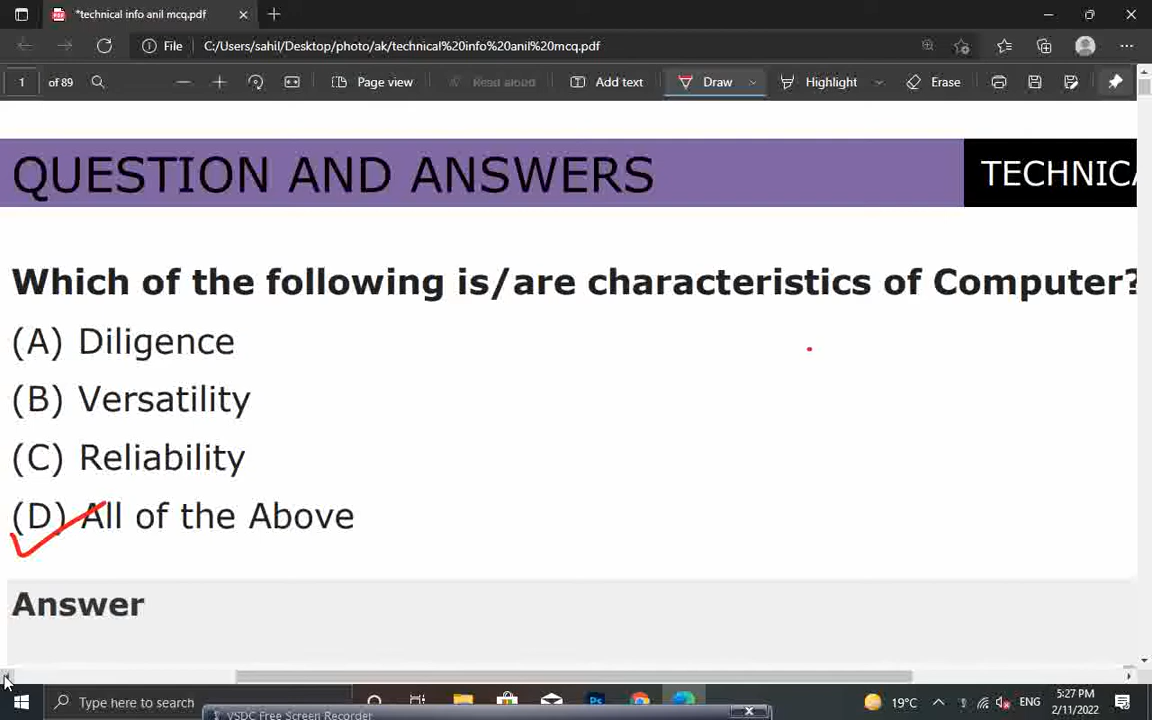 *technical info anil mcq.pdf
File C:/Users/sahil/Desktop/photo/ak/technical%20info%20anil%20mcq.pdf
1 of 89 Page view Read aloud Add text Draw Highlight Erase
QUESTION AND ANSWERS TECHNICA
Which of the following is/are characteristics of Computer?
(A) Diligence
(B) Versatility
(C) Reliability
(D) All of the Above
Answer
Type here to search 19°C ENG 5:27 PM
2/11/2022
VSDC Free Screen Recorder